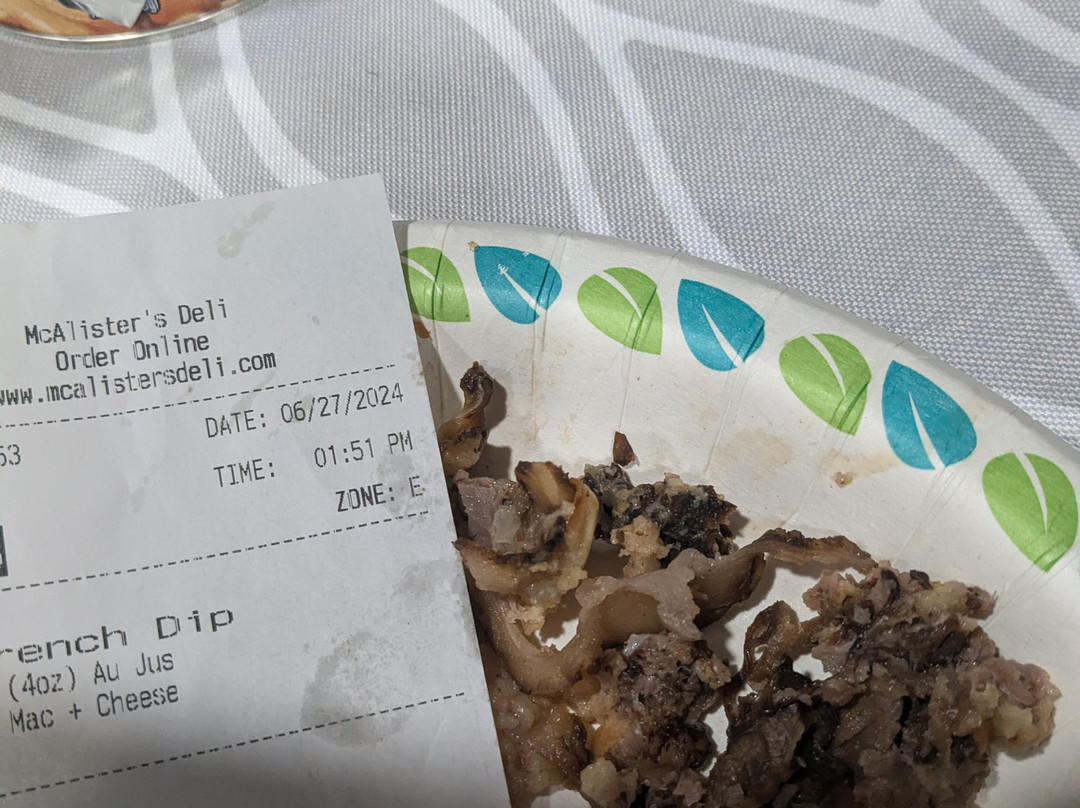 McAlister's Deli
Order Online
www.mcalistersdeli.com
53
DATE: 06/27/2024
TIME: 01:51 PM
ZONE: E
rench Dip
(4oz) Au Jus
Mac + Cheese